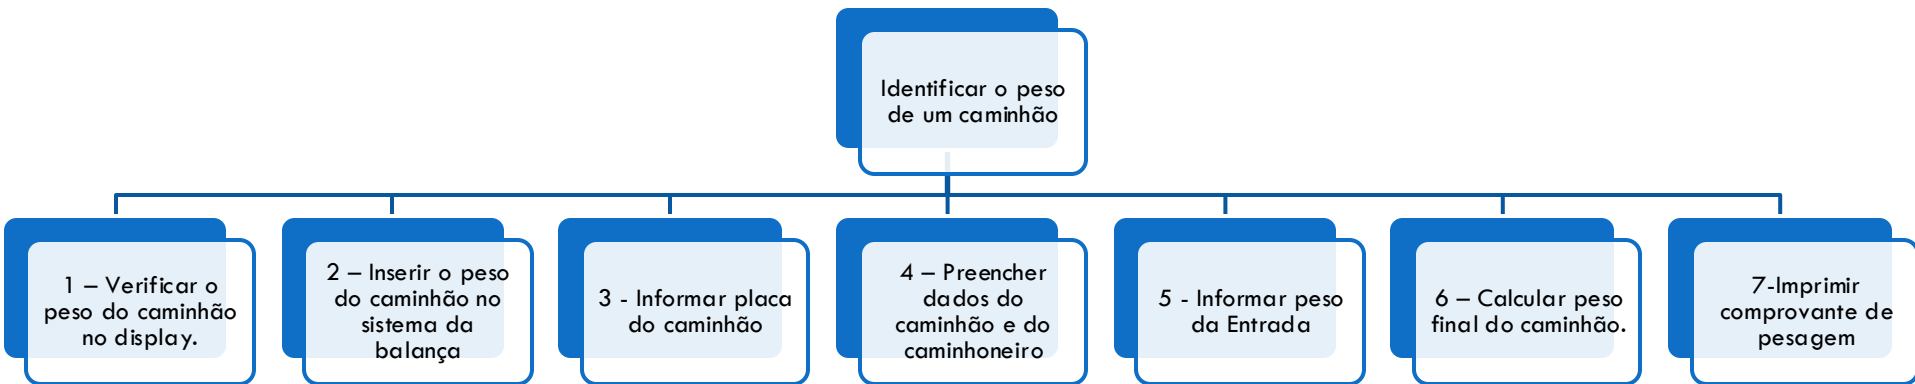 Identificar o peso
de um caminhão
1 – Verificar o
peso do caminhão
no display.
2 – Inserir o peso
do caminhão no
sistema da
balança
3 - Informar placa
do caminhão
4 – Preencher
dados do
caminhão e do
caminhoneiro
5 - Informar peso
da Entrada
6 – Calcular peso
final do caminhão.
7-Imprimir
comprovante de
pesagem